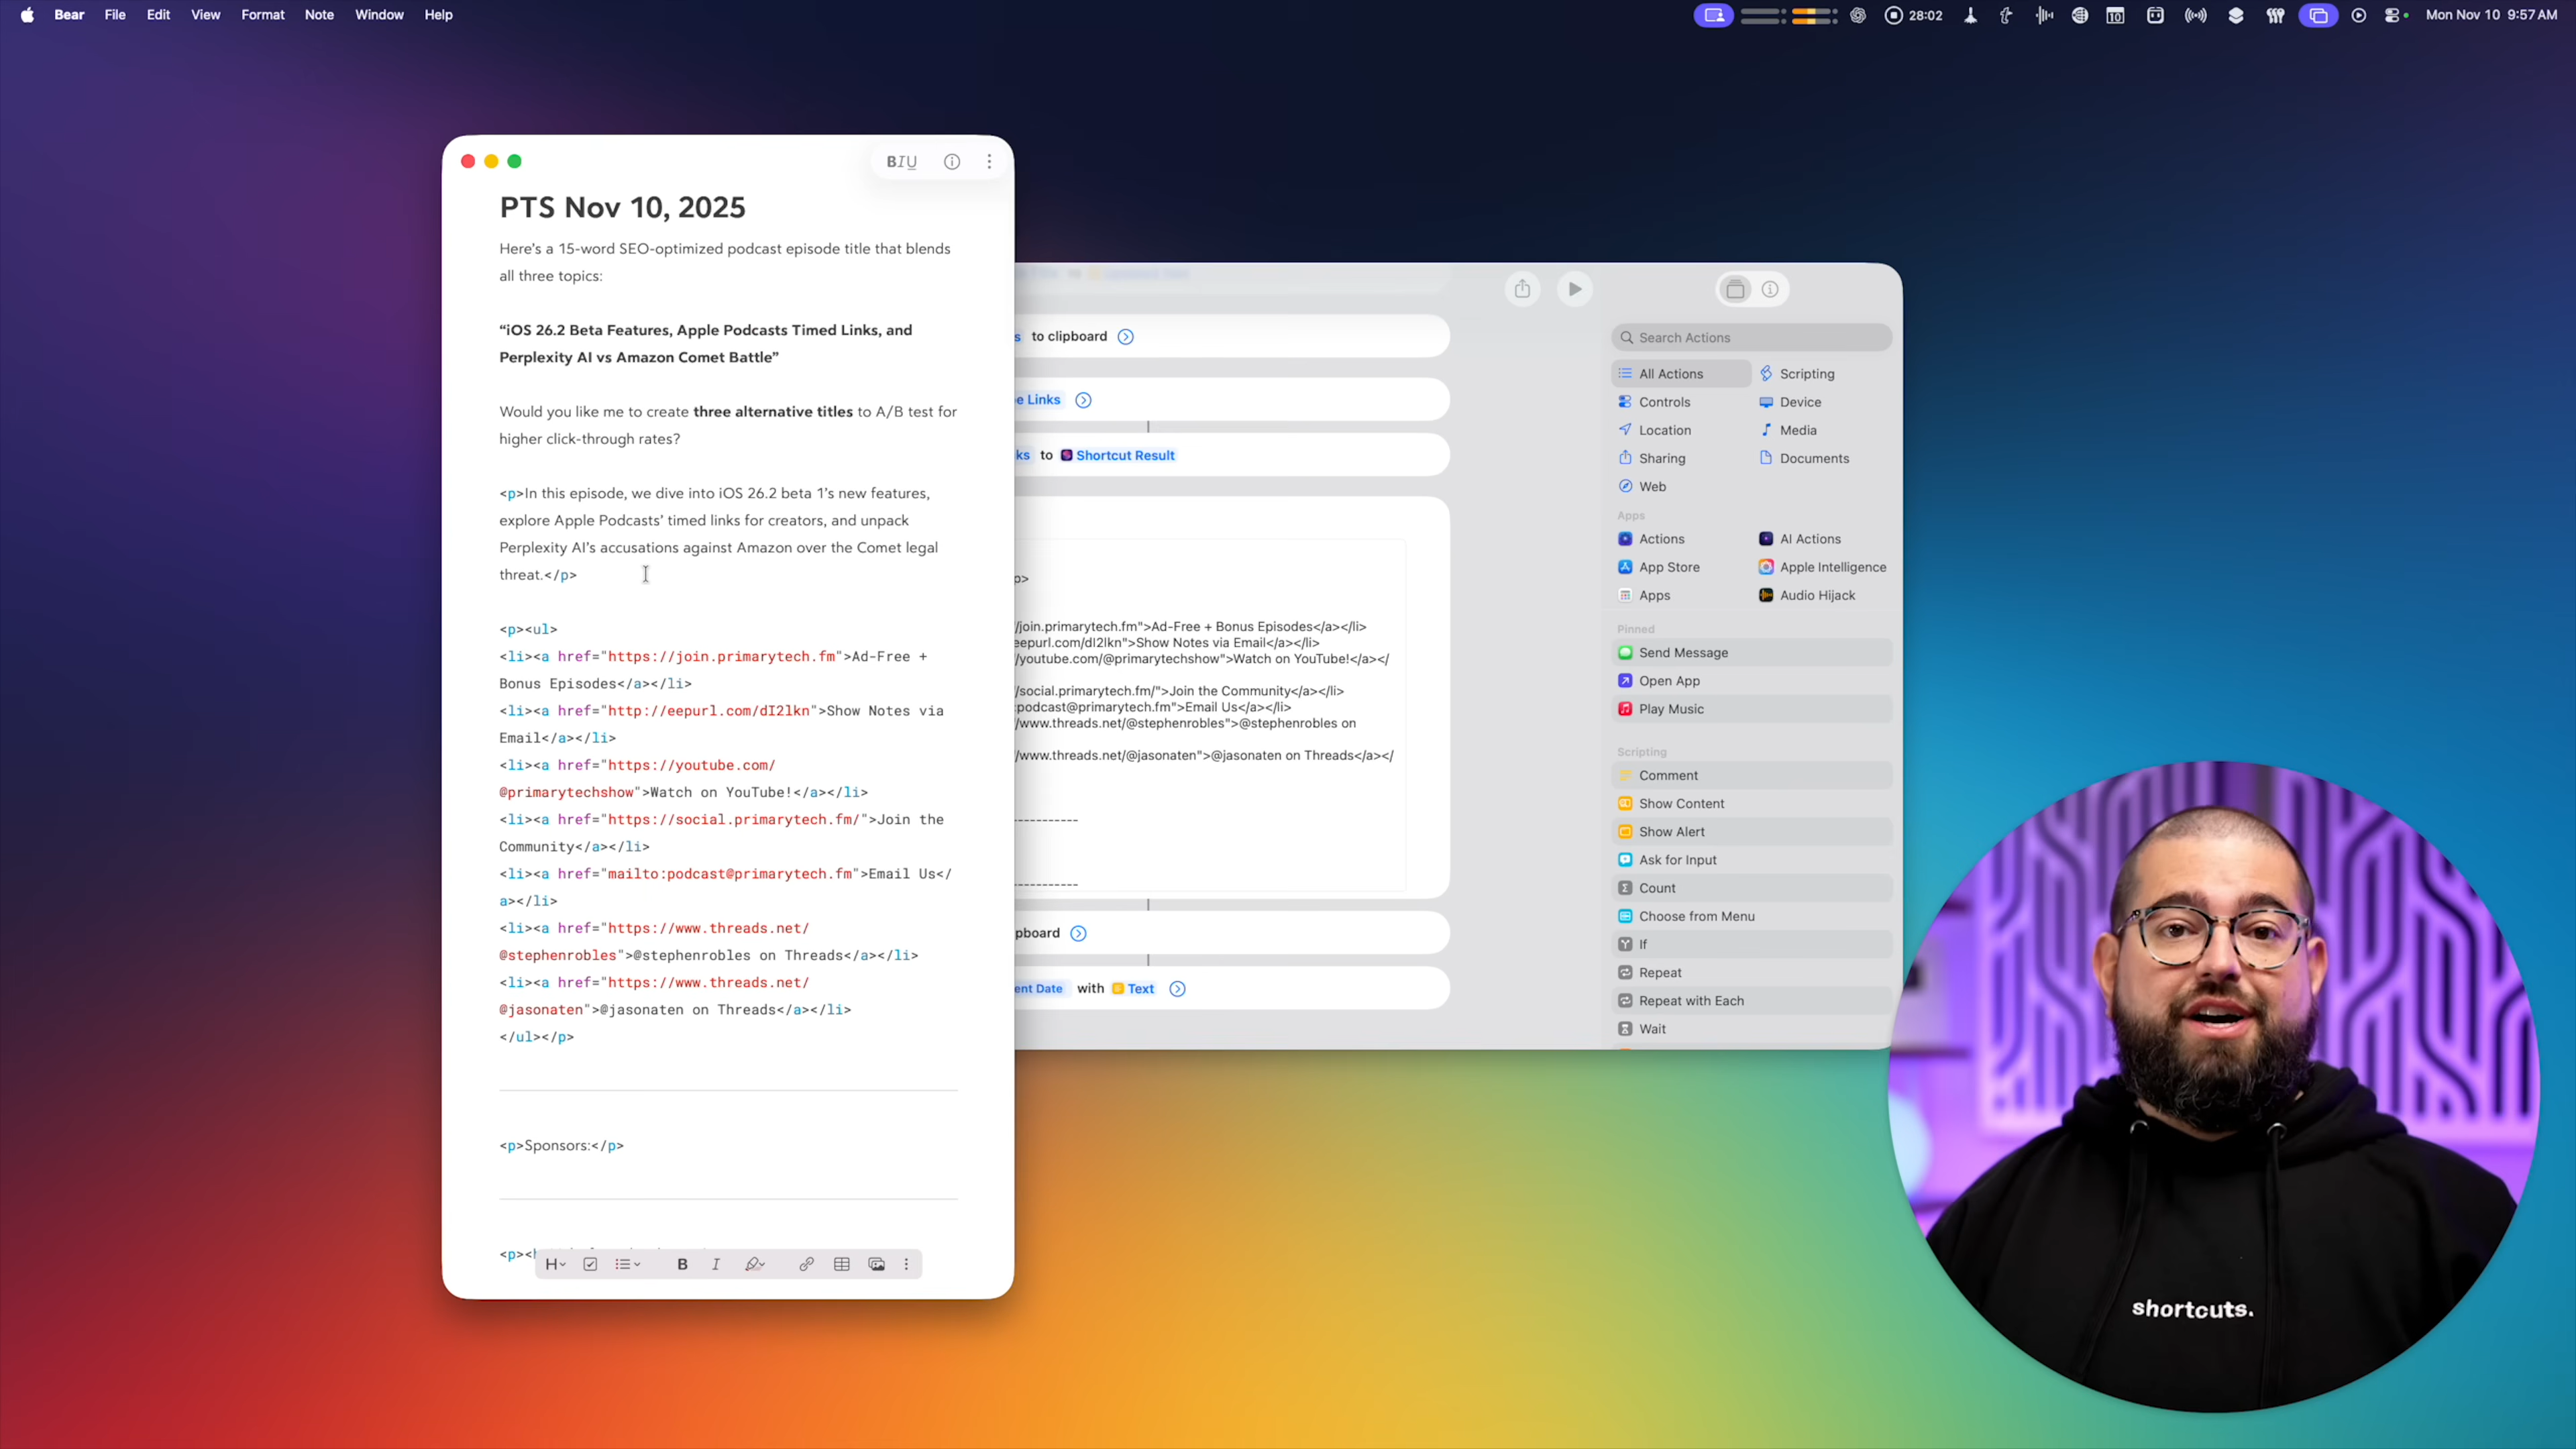 Bear File Edit View Format Note Window Help
28:02
10
Mon Nov 10 9:57 AM
BIU
PTS Nov 10, 2025
Here's a 15-word SEO-optimized podcast episode title that blends
all three topics:
“iOS 26.2 Beta Features, Apple Podcasts Timed Links, and
Perplexity AI vs Amazon Comet Battle”
Would you like me to create three alternative titles to A/B test for
higher click-through rates?
<p>In this episode, we dive into iOS 26.2 beta 1's new features,
explore Apple Podcasts' timed links for creators, and unpack
Perplexity AI's accusations against Amazon over the Comet legal
threat.</p>
<p><ul>
<li><a href="https://join.primarytech.fm">Ad-Free +
Bonus Episodes</a></li>
<li><a href="http://eepurl.com/dI2lkn">Show Notes via
Email</a></li>
<li><a href="https://youtube.com/
@primarytechshow">Watch on YouTube!</a></li>
<li><a href="https://social.primarytech.fm/">Join the
Community</a></li>
<li><a href="mailto:podcast@primarytech.fm">Email Us</
a></li>
<li><a href="https://www.threads.net/
@stephenrobles">@stephenrobles on Threads</a></li>
<li><a href="https://www.threads.net/
@jasonaten">@jasonaten on Threads</a></li>
</ul></p>
<p>Sponsors:</p>
<p><
H B I
s to clipboard
e Links
ks to Shortcut Result
p>
/join.primarytech.fm">Ad-Free + Bonus Episodes</a></li>
eepurl.com/dI2lkn">Show Notes via Email</a></li>
/youtube.com/@primarytechshow">Watch on YouTube!</a></
/social.primarytech.fm/">Join the Community</a></li>
:podcast@primarytech.fm">Email Us</a></li>
/www.threads.net/@stephenrobles">@stephenrobles on
/www.threads.net/@jasonaten">@jasonaten on Threads</a></
-----------
-----------
pboard
ent Date with Text
Search Actions
All Actions Scripting
Controls Device
Location Media
Sharing Documents
Web
Apps
Actions AI Actions
App Store Apple Intelligence
Apps Audio Hijack
Pinned
Send Message
Open App
Play Music
Scripting
Comment
Show Content
Show Alert
Ask for Input
Count
Choose from Menu
If
Repeat
Repeat with Each
Wait
shortcuts.